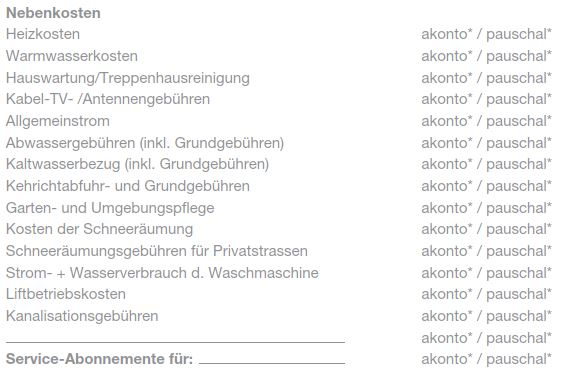 Nebenkosten
Heizkosten akonto* / pauschal*
Warmwasserkosten akonto* / pauschal*
Hauswartung/Treppenhausreinigung akonto* / pauschal*
Kabel-TV- /Antennengebühren akonto* / pauschal*
Allgemeinstrom akonto* / pauschal*
Abwassergebühren (inkl. Grundgebühren) akonto* / pauschal*
Kaltwasserbezug (inkl. Grundgebühren) akonto* / pauschal*
Kehrichtabfuhr- und Grundgebühren akonto* / pauschal*
Garten- und Umgebungspflege akonto* / pauschal*
Kosten der Schneeräumung akonto* / pauschal*
Schneeräumungsgebühren für Privatstrassen akonto* / pauschal*
Strom- + Wasserverbrauch d. Waschmaschine akonto* / pauschal*
Liftbetriebskosten akonto* / pauschal*
Kanalisationsgebühren akonto* / pauschal*
akonto* / pauschal*
Service-Abonnemente für: akonto* / pauschal*